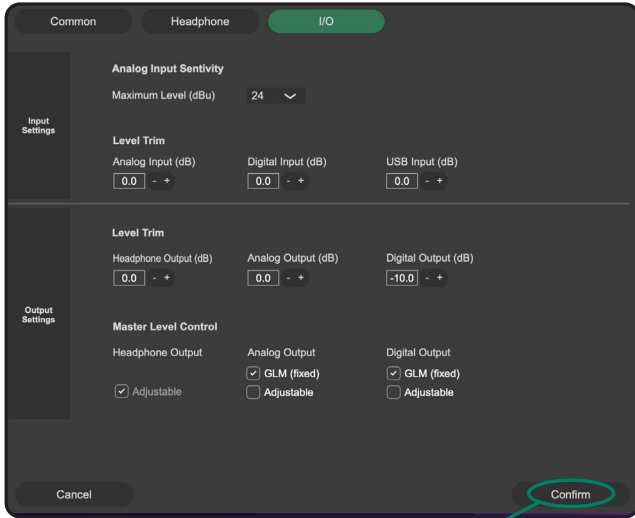 Common Headphone I/O
Analog Input Sentivity
Maximum Level (dBu) 24
Input
Settings
Level Trim
Analog Input (dB) Digital Input (dB) USB Input (dB)
0.0 - + 0.0 - + 0.0 - +
Level Trim
Headphone Output (dB) Analog Output (dB) Digital Output (dB)
0.0 - + 0.0 - + -10.0 - +
Output
Settings
Master Level Control
Headphone Output Analog Output Digital Output
GLM (fixed) GLM (fixed)
Adjustable Adjustable Adjustable
Cancel Confirm